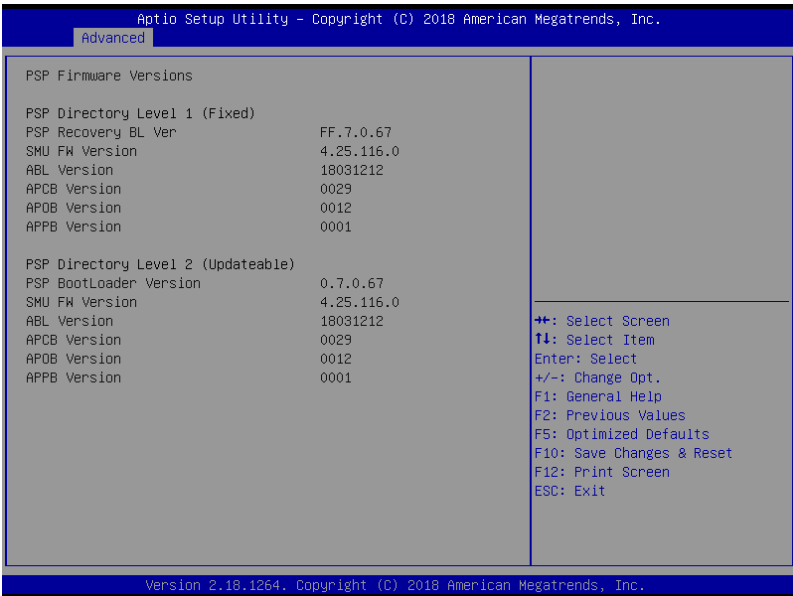 Aptio Setup Utility – Copyright (C) 2018 American Megatrends, Inc.
Advanced
PSP Firmware Versions
PSP Directory Level 1 (Fixed)
PSP Recovery BL Ver FF.7.0.67
SMU FW Version 4.25.116.0
ABL Version 18031212
APCB Version 0029
APOB Version 0012
APPB Version 0001
PSP Directory Level 2 (Updateable)
PSP BootLoader Version 0.7.0.67
SMU FW Version 4.25.116.0
ABL Version 18031212
APCB Version 0029
APOB Version 0012
APPB Version 0001
→←: Select Screen
↑↓: Select Item
Enter: Select
+/-: Change Opt.
F1: General Help
F2: Previous Values
F5: Optimized Defaults
F10: Save Changes & Reset
F12: Print Screen
ESC: Exit
Version 2.18.1264. Copyright (C) 2018 American Megatrends, Inc.